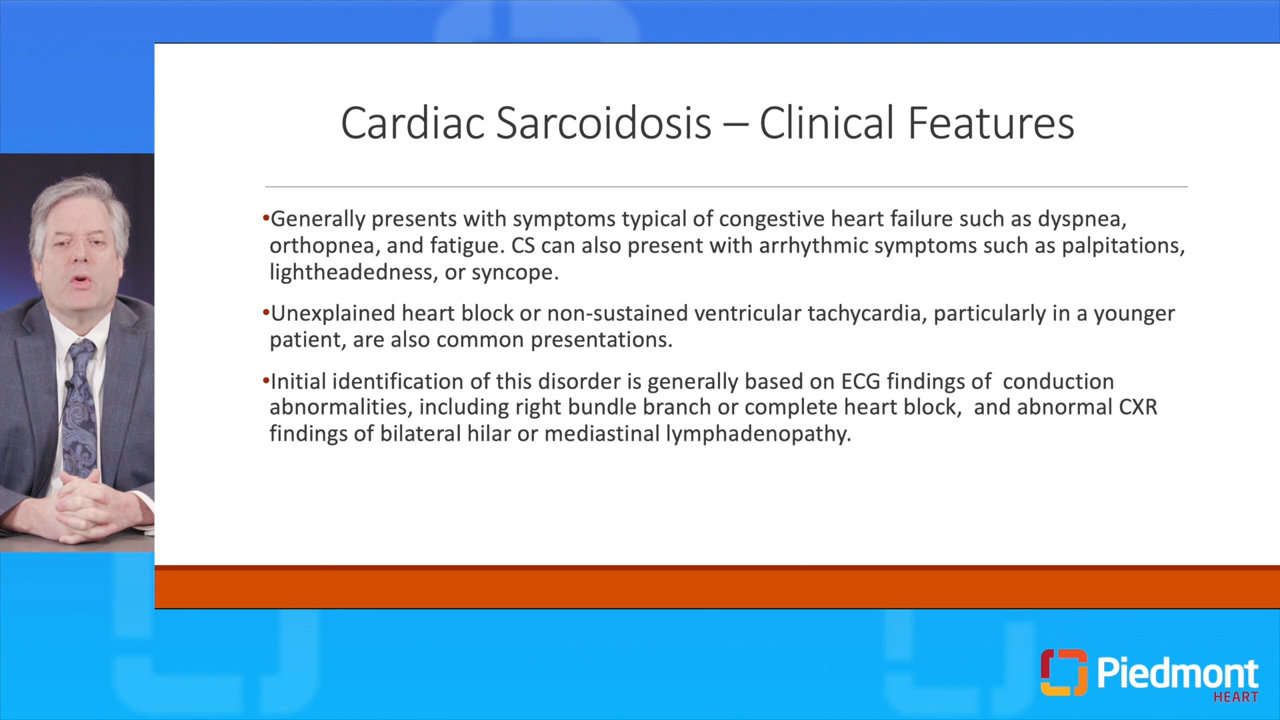 Cardiac Sarcoidosis – Clinical Features
•Generally presents with symptoms typical of congestive heart failure such as dyspnea,
orthopnea, and fatigue. CS can also present with arrhythmic symptoms such as palpitations,
lightheadedness, or syncope.
•Unexplained heart block or non-sustained ventricular tachycardia, particularly in a younger
patient, are also common presentations.
•Initial identification of this disorder is generally based on ECG findings of  conduction
abnormalities, including right bundle branch or complete heart block,  and abnormal CXR
findings of bilateral hilar or mediastinal lymphadenopathy.
Piedmont
HEART